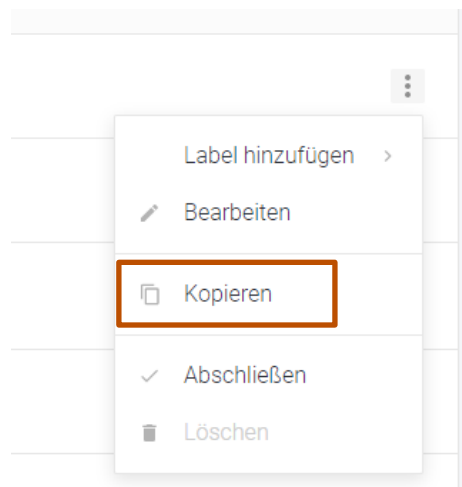 Label hinzufügen
Bearbeiten
Kopieren
Abschließen
Löschen